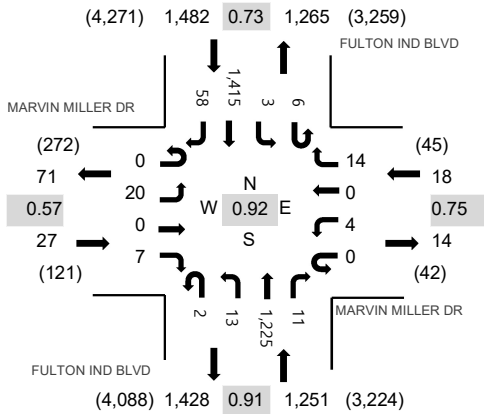 (4,271) 1,482 0.73 1,265 (3,259)
FULTON IND BLVD
58 1,415 3 6
MARVIN MILLER DR
(272)
71
0.57
27
(121)
0
20
0
7
N
W 0.92 E
S
14
0
4
0
(45)
18
0.75
14
(42)
2 13 1,225 11
MARVIN MILLER DR
FULTON IND BLVD
(4,088) 1,428 0.91 1,251 (3,224)